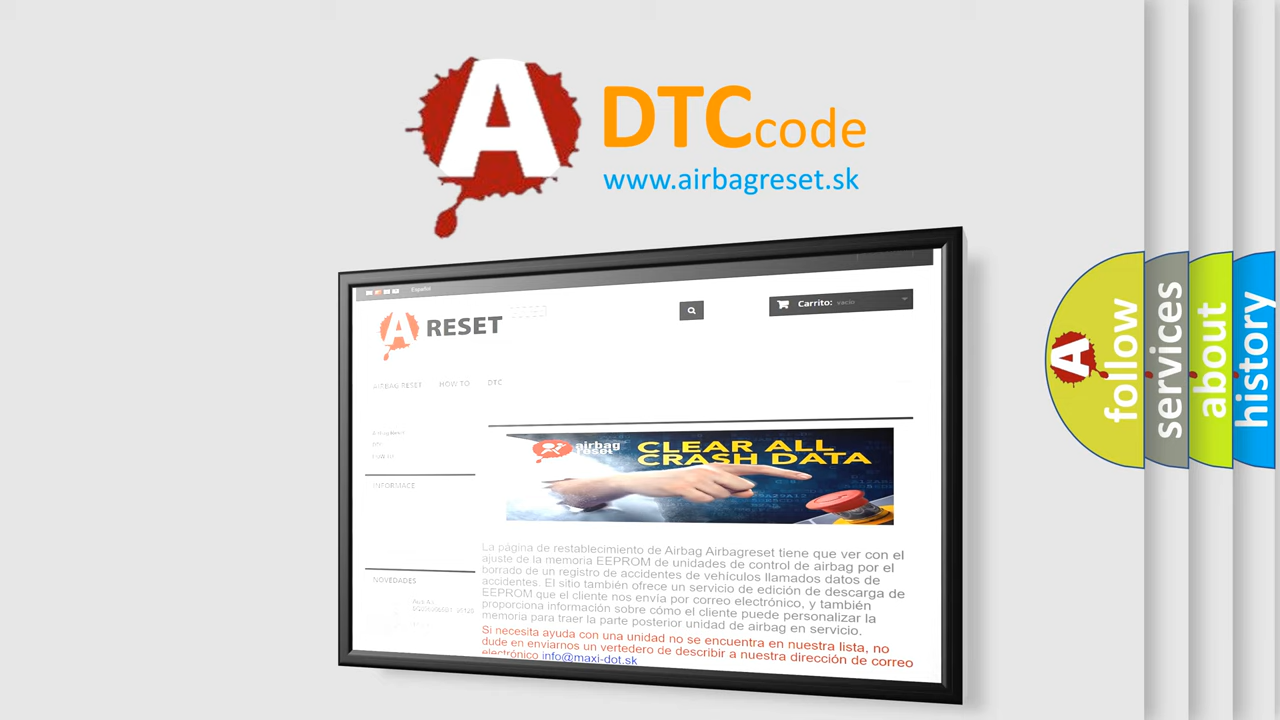 A
DTCcode
www.airbagreset.sk
Español
A RESET
Carrito: vacío
AIRBAG RESET HOW TO DTC
INFORMACE
airbag
reset
CLEAR ALL
CRASH DATA
La página de restablecimiento de Airbag Airbagreset tiene que ver con el
ajuste de la memoria EEPROM de unidades de control de airbag por el
borrado de un registro de accidentes de vehículos llamados datos de
accidentes. El sitio también ofrece un servicio de edición de descarga de
EEPROM que el cliente nos envía por correo electrónico, y también
proporciona información sobre cómo el cliente puede personalizar la
memoria para traer la parte posterior unidad de airbag en servicio.
Si necesita ayuda con una unidad no se encuentra en nuestra lista, no
dude en enviarnos un vertedero de describir a nuestra dirección de correo
electrónico info@maxi-dot.sk
NOVEDADES
A
follow
services
about
history